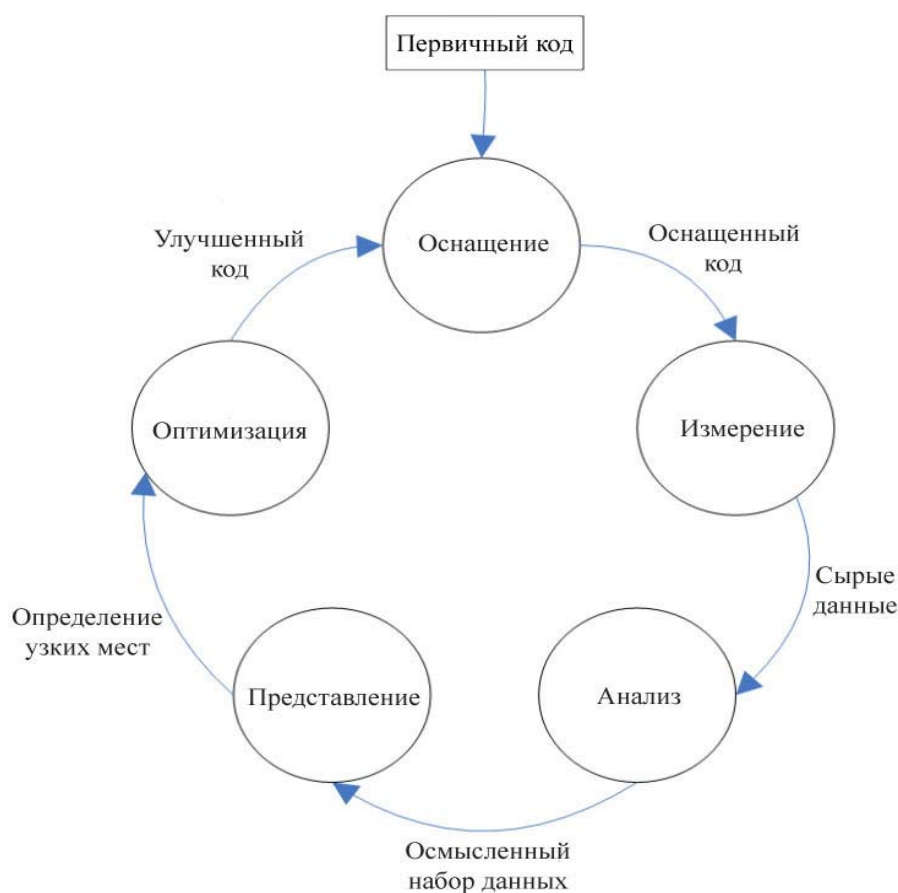 Первичный код
Оснащение
Улучшенный
код
Оснащенный
код
Оптимизация
Измерение
Сырые
данные
Определение
узких мест
Представление
Анализ
Осмысленный
набор данных